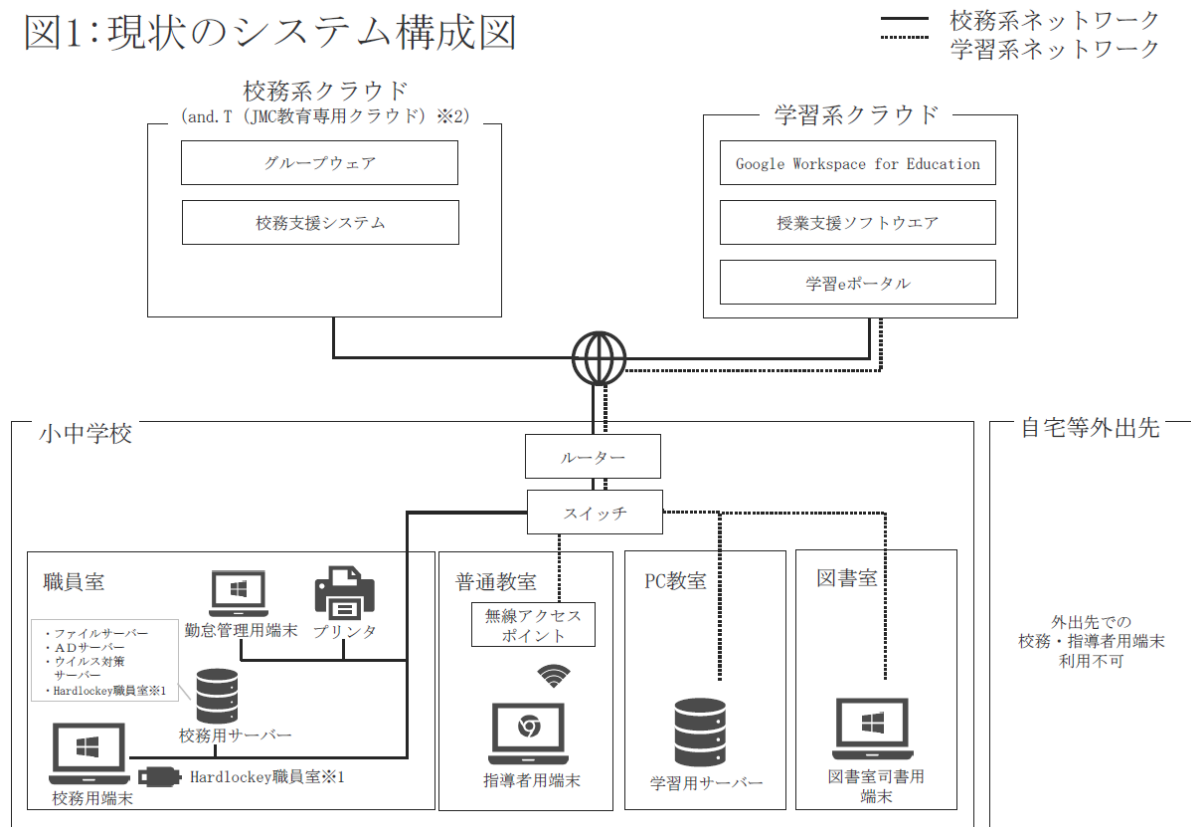 図1:現状のシステム構成図
校務系ネットワーク
学習系ネットワーク
校務系クラウド
(and.T (JMC教育専用クラウド) ※2)
グループウェア
校務支援システム
学習系クラウド
Google Workspace for Education
授業支援ソフトウエア
学習eポータル
小中学校
ルーター
スイッチ
職員室
勤怠管理用端末
プリンタ
・ファイルサーバー
・ADサーバー
・ウイルス対策
サーバー
・Hardlockey職員室※1
校務用サーバー
Hardlockey職員室※1
校務用端末
普通教室
無線アクセス
ポイント
指導者用端末
PC教室
学習用サーバー
図書室
図書室司書用
端末
自宅等外出先
外出先での
校務・指導者用端末
利用不可